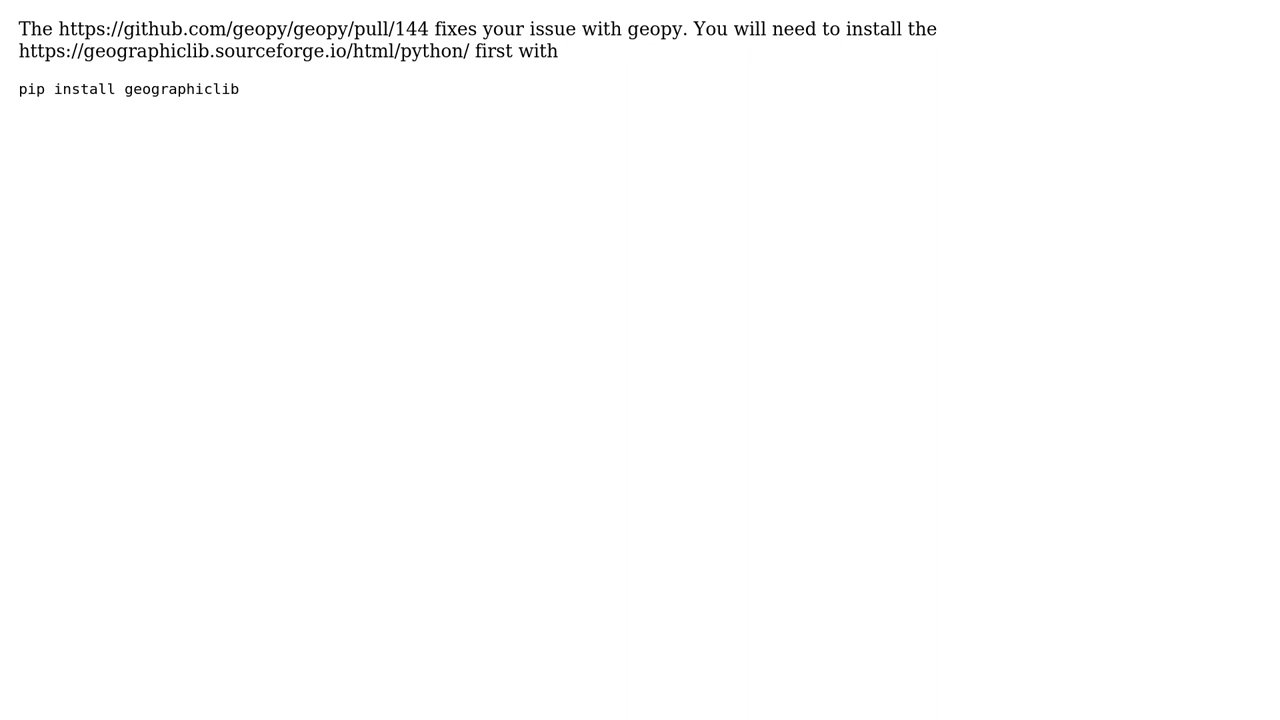 The https://github.com/geopy/geopy/pull/144 fixes your issue with geopy. You will need to install the
https://geographiclib.sourceforge.io/html/python/ first with
pip install geographiclib